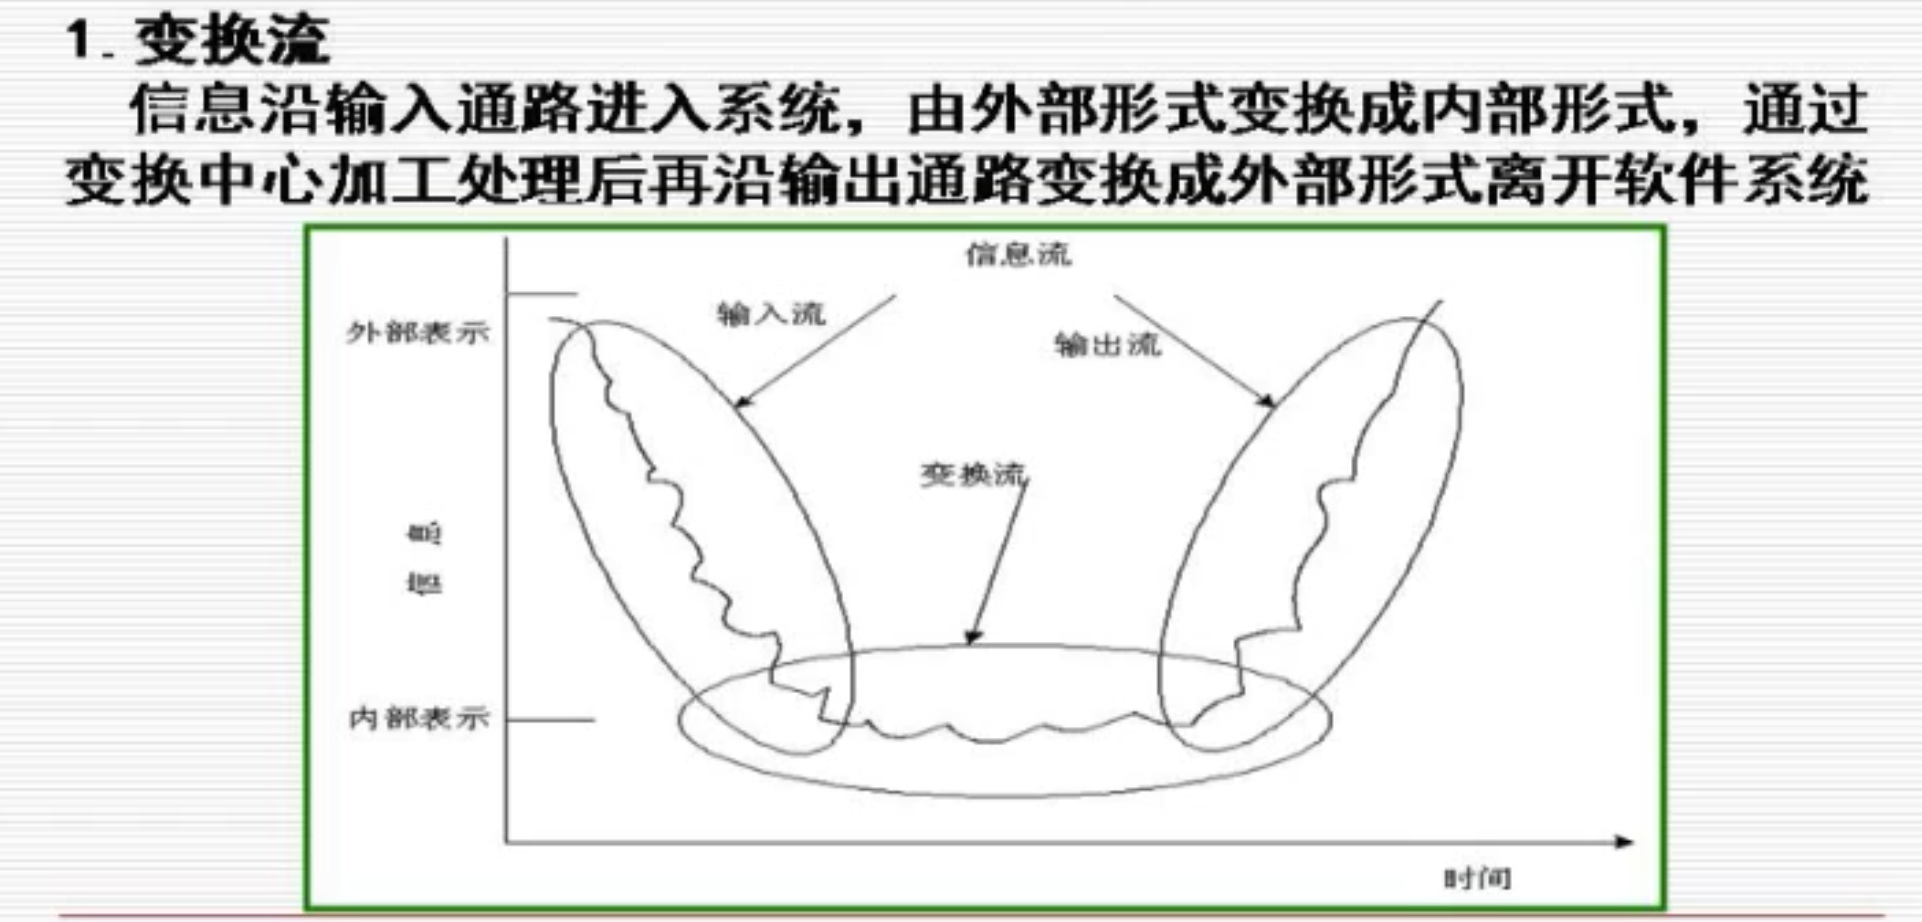 1. 变换流
信息沿输入通路进入系统，由外部形式变换成内部形式，通过
变换中心加工处理后再沿输出通路变换成外部形式离开软件系统
信息流
输入流
外部表示
输出流
变换流
信息
内部表示
时间